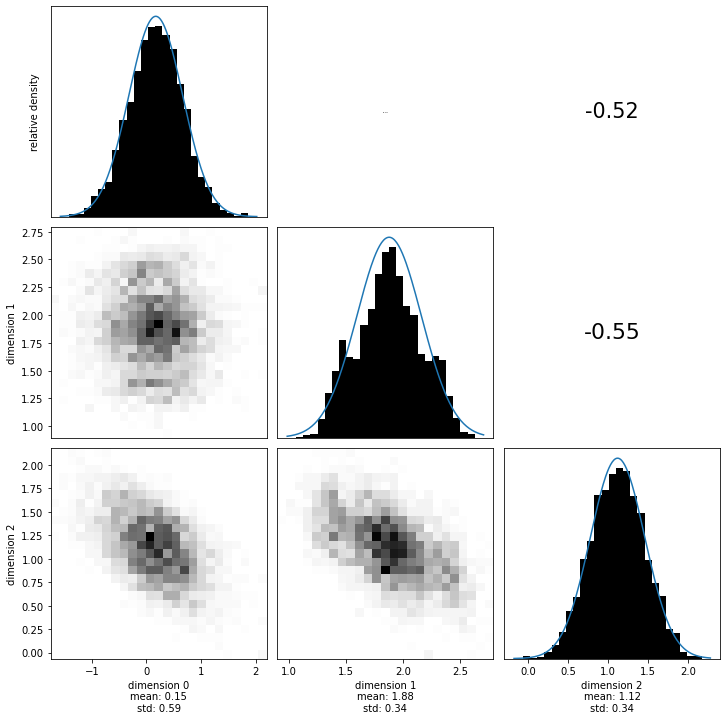 relative density
-0.52
2.75
2.50
2.25
2.00
1.75
1.50
1.25
1.00
dimension 1
-0.55
2.00
1.75
1.50
1.25
1.00
0.75
0.50
0.25
0.00
dimension 2
−1 0 1 2
1.0 1.5 2.0 2.5
0.0 0.5 1.0 1.5 2.0
dimension 0
mean: 0.15
std: 0.59
dimension 1
mean: 1.88
std: 0.34
dimension 2
mean: 1.12
std: 0.34